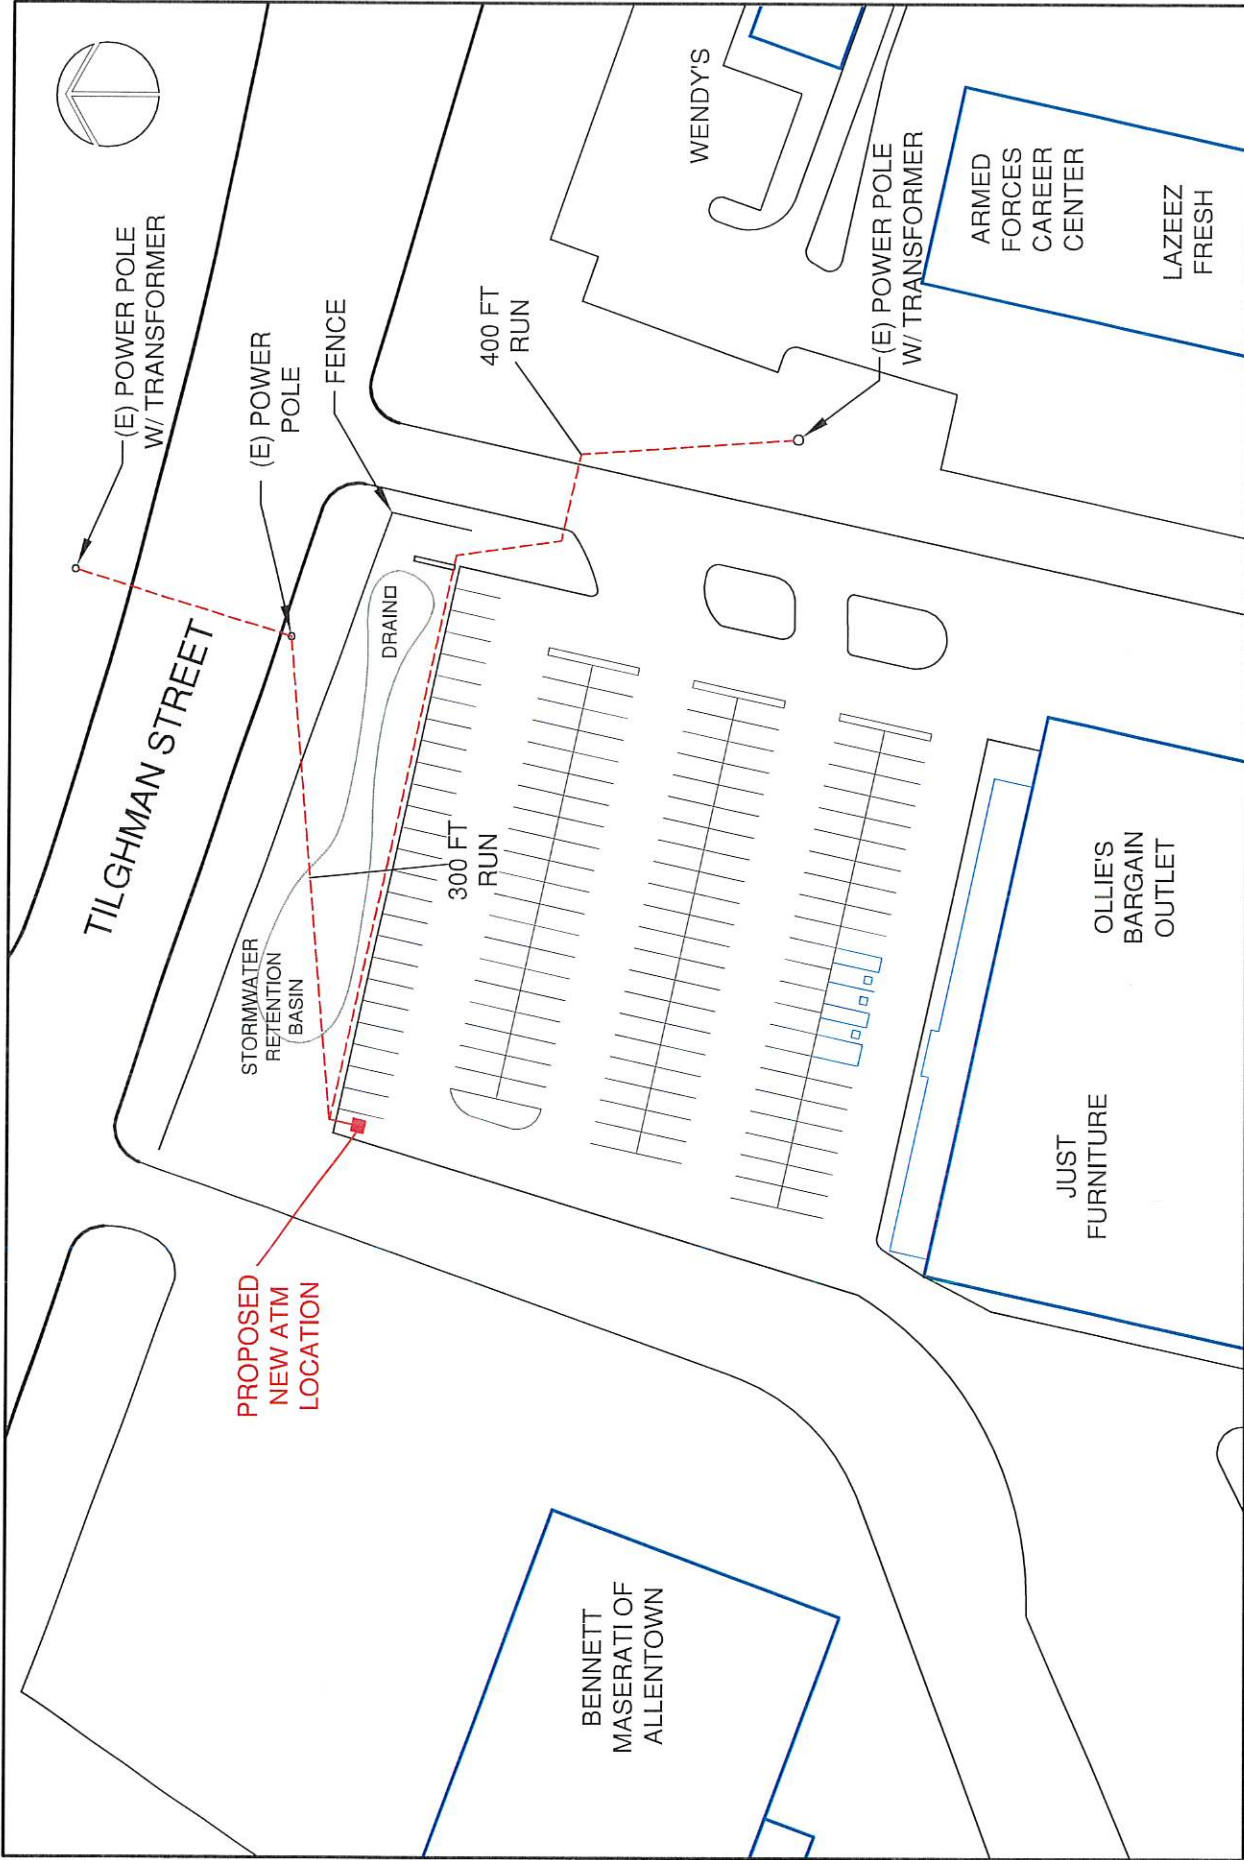 (E) POWER POLE
W/ TRANSFORMER
(E) POWER
POLE
FENCE
TILGHMAN STREET
STORMWATER
RETENTION
BASIN
DRAIN
300 FT
RUN
400 FT
RUN
PROPOSED
NEW ATM
LOCATION
WENDY'S
(E) POWER POLE
W/ TRANSFORMER
ARMED
FORCES
CAREER
CENTER
LAZEEZ
FRESH
OLLIE'S
BARGAIN
OUTLET
JUST
FURNITURE
BENNETT
MASERATI OF
ALLENTOWN